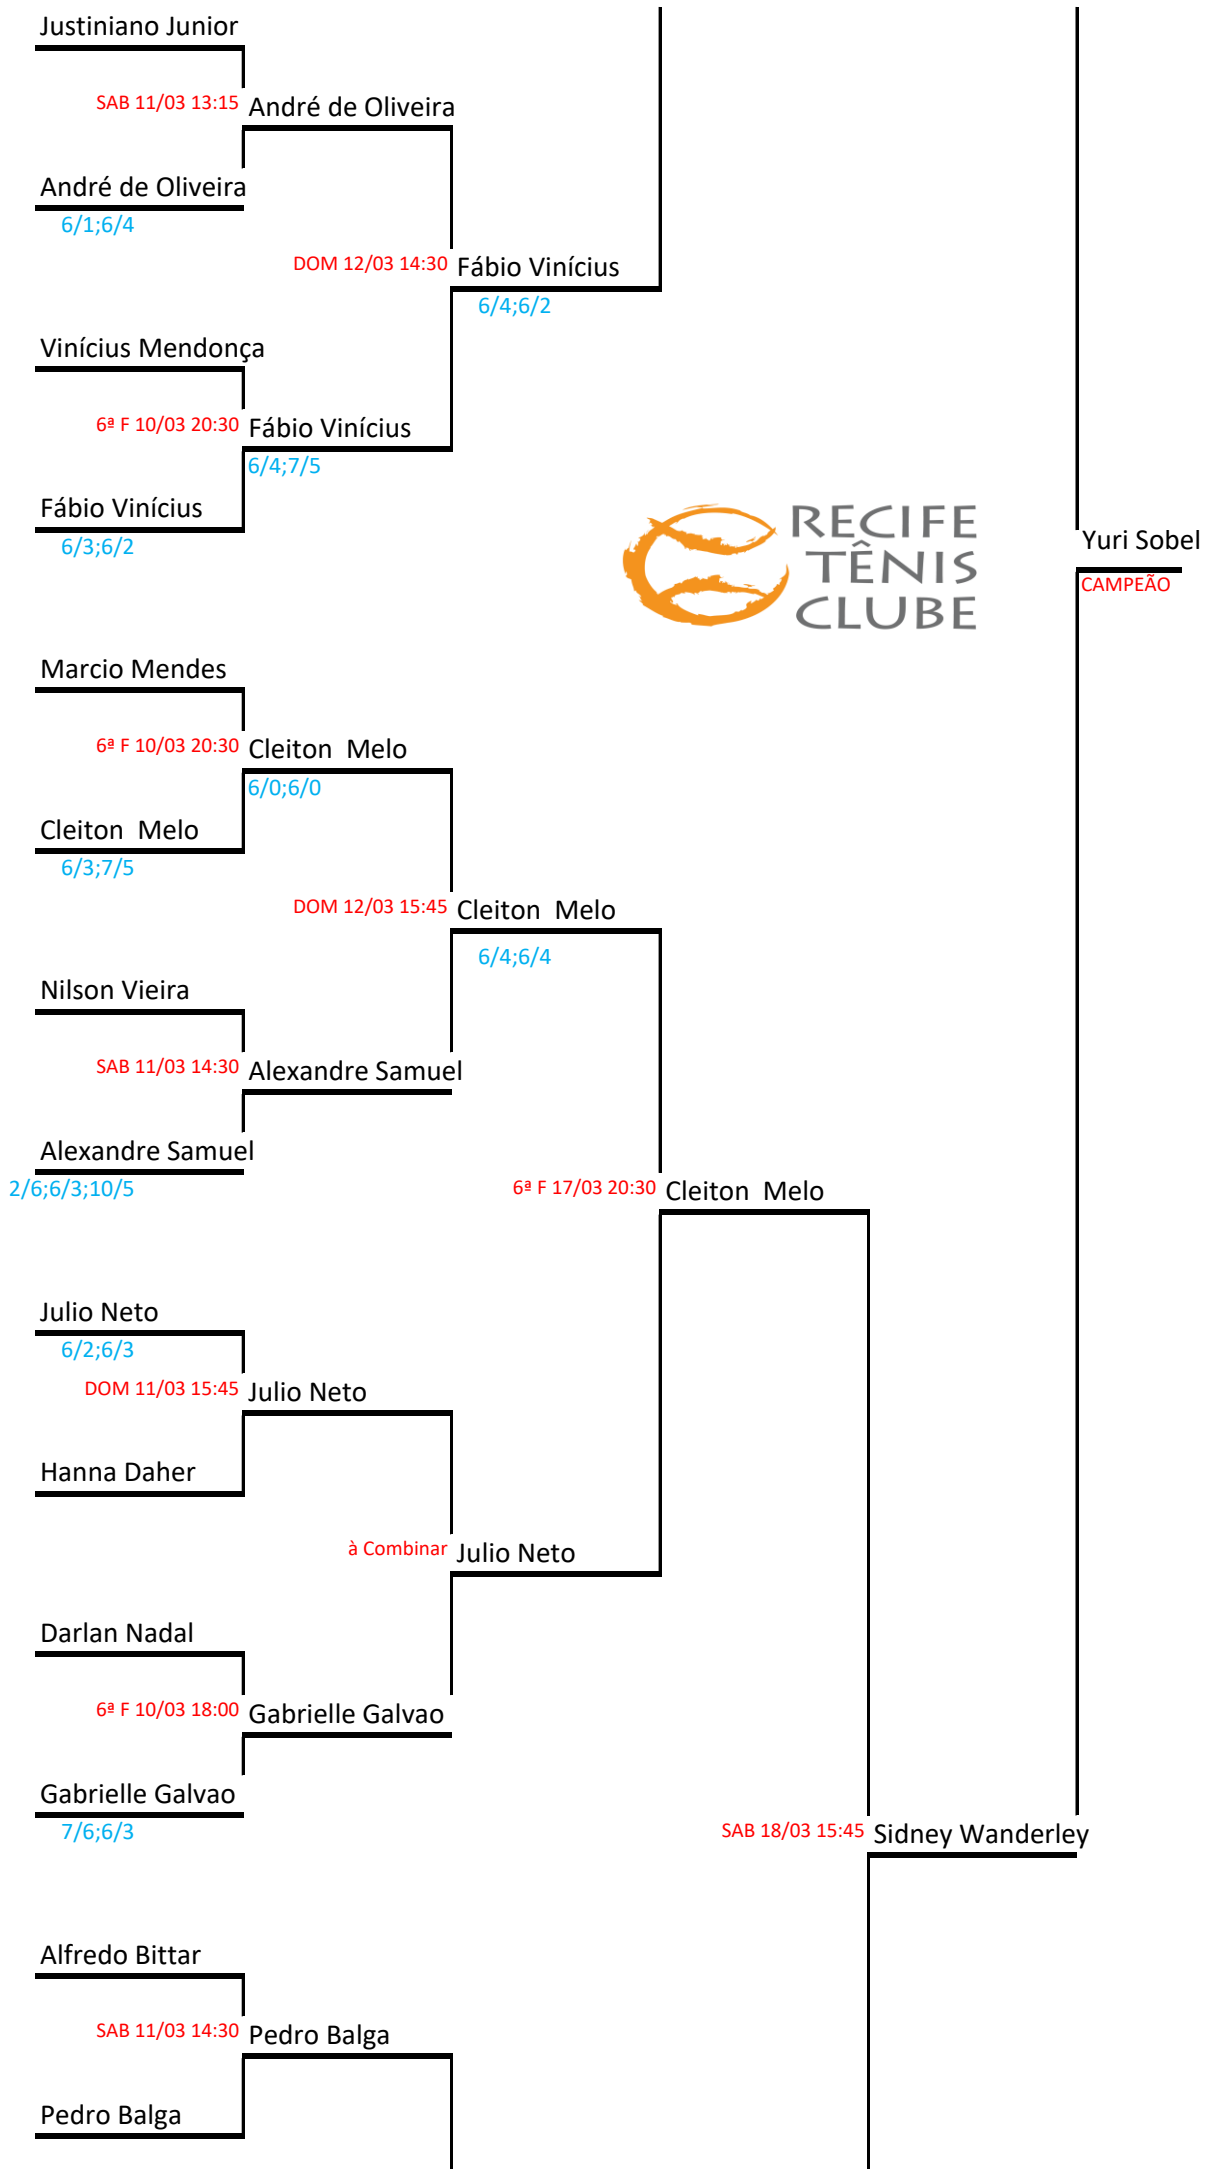 Justiniano Junior
SAB 11/03 13:15 André de Oliveira
André de Oliveira
6/1;6/4
DOM 12/03 14:30 Fábio Vinícius
6/4;6/2
Vinícius Mendonça
6ª F 10/03 20:30 Fábio Vinícius
6/4;7/5
Fábio Vinícius
6/3;6/2
RECIFE
TÊNIS
CLUBE
Yuri Sobel
CAMPEÃO
Marcio Mendes
6ª F 10/03 20:30 Cleiton  Melo
6/0;6/0
Cleiton  Melo
6/3;7/5
DOM 12/03 15:45 Cleiton  Melo
6/4;6/4
Nilson Vieira
SAB 11/03 14:30 Alexandre Samuel
Alexandre Samuel
2/6;6/3;10/5
6ª F 17/03 20:30 Cleiton  Melo
Julio Neto
6/2;6/3
DOM 11/03 15:45 Julio Neto
Hanna Daher
à Combinar Julio Neto
Darlan Nadal
6ª F 10/03 18:00 Gabrielle Galvao
Gabrielle Galvao
7/6;6/3
SAB 18/03 15:45 Sidney Wanderley
Alfredo Bittar
SAB 11/03 14:30 Pedro Balga
Pedro Balga